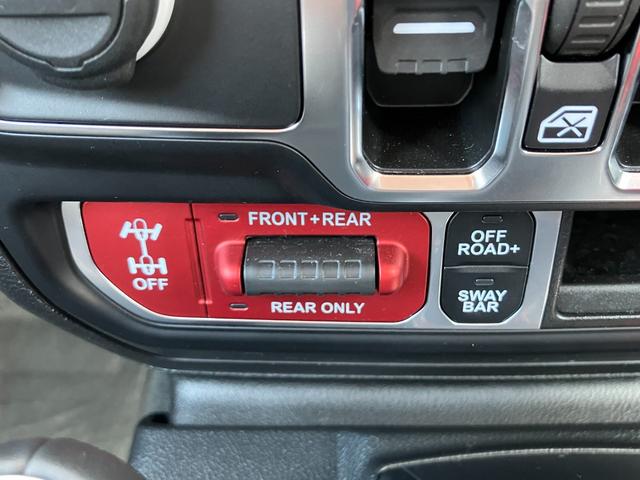 FRONT+REAR
OFF
REAR ONLY
OFF
ROAD+
SWAY
BAR